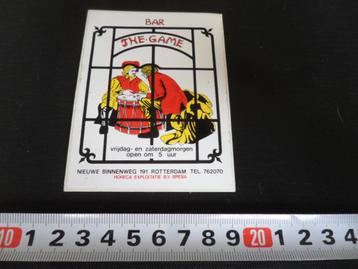 BAR
THE-GAME
vrijdag- en zaterdagmorgen
open om 5 uur
NIEUWE BINNENWEG 191 ROTTERDAM TEL. 762070
HORECA EXPLOITATIE B.V. BREDA
10 1 2 3 4 5 6 7 8 9 20 1 2 3 4